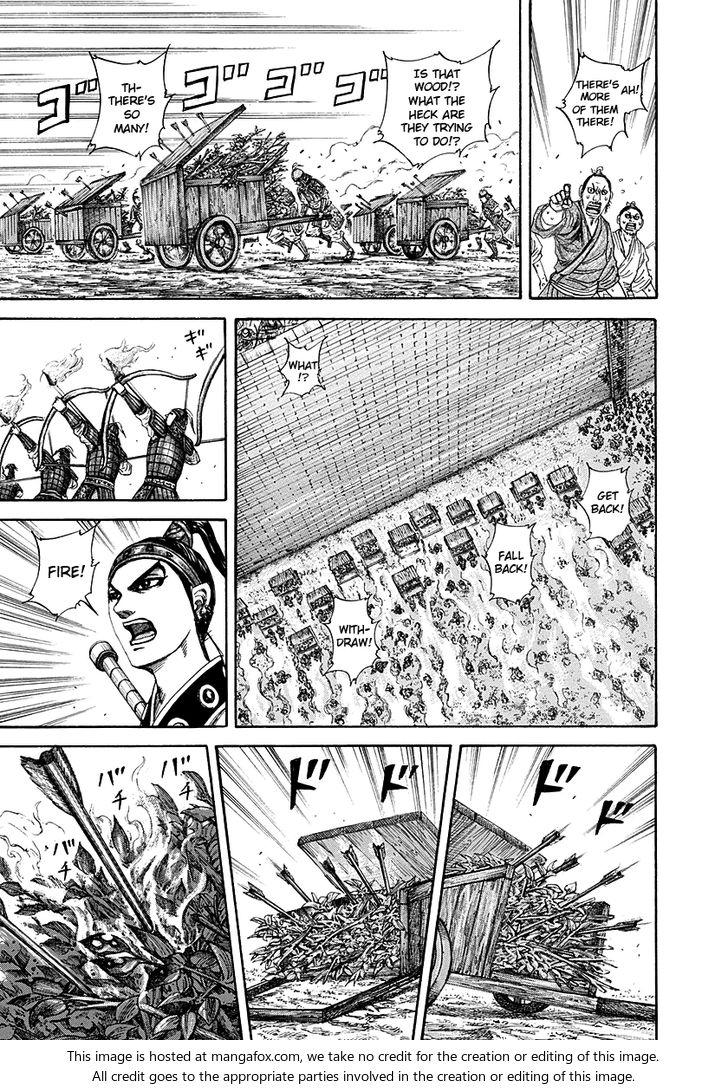 AH!
THERE'S
MORE
OF THEM
THERE!
IS THAT
WOOD!?
WHAT THE
HECK ARE
THEY TRYING
TO DO!?
TH-
THERE'S
SO
MANY!
ゴゴゴゴ
WHAT
!?
GET
BACK!
FALL
BACK!
WITH-
DRAW!
ギギ
FIRE!
ドド
ドド
バチ
バチ
This image is hosted at mangafox.com, we take no credit for the creation or editing of this image.
All credit goes to the appropriate parties involved in the creation or editing of this image.